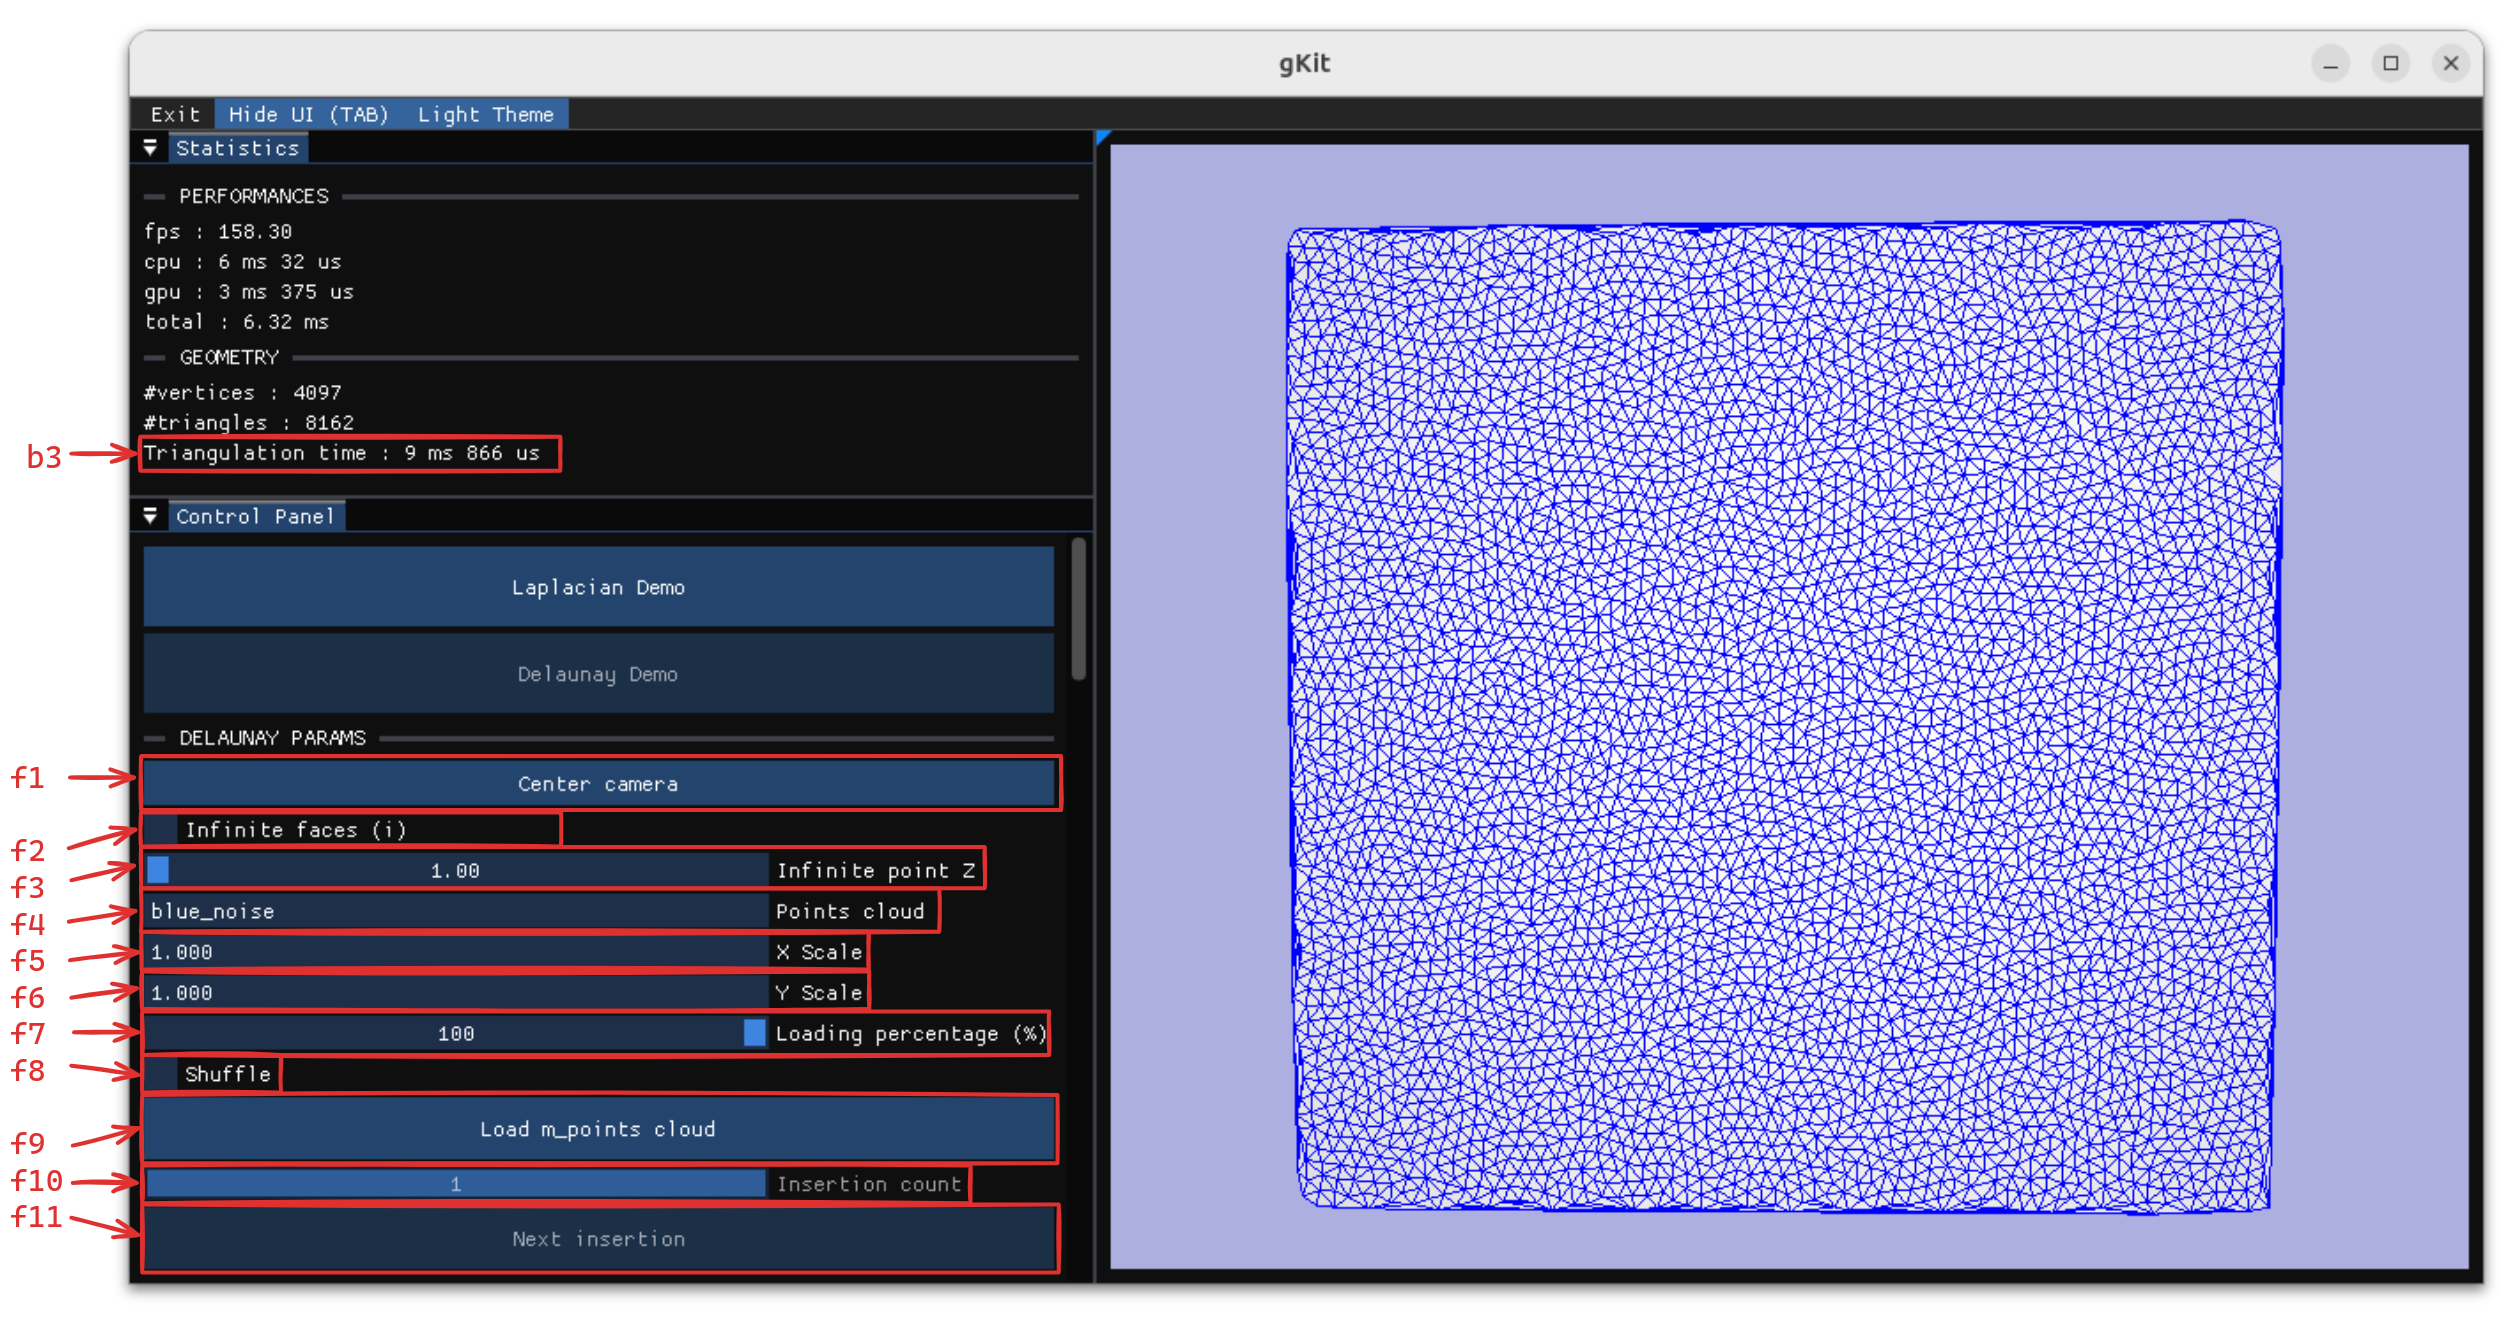 gKit
Exit Hide UI (TAB) Light Theme
Statistics
PERFORMANCES
fps : 158.30
cpu : 6 ms 32 us
gpu : 3 ms 375 us
total : 6.32 ms
GEOMETRY
#vertices : 4097
#triangles : 8162
b3 Triangulation time : 9 ms 866 us
Control Panel
Laplacian Demo
Delaunay Demo
DELAUNAY PARAMS
f1 Center camera
f2 Infinite faces (i)
f3 1.00 Infinite point Z
f4 blue_noise Points cloud
f5 1.000 X Scale
f6 1.000 Y Scale
f7 100 Loading percentage (%)
f8 Shuffle
f9 Load m_points cloud
f10 1 Insertion count
f11 Next insertion